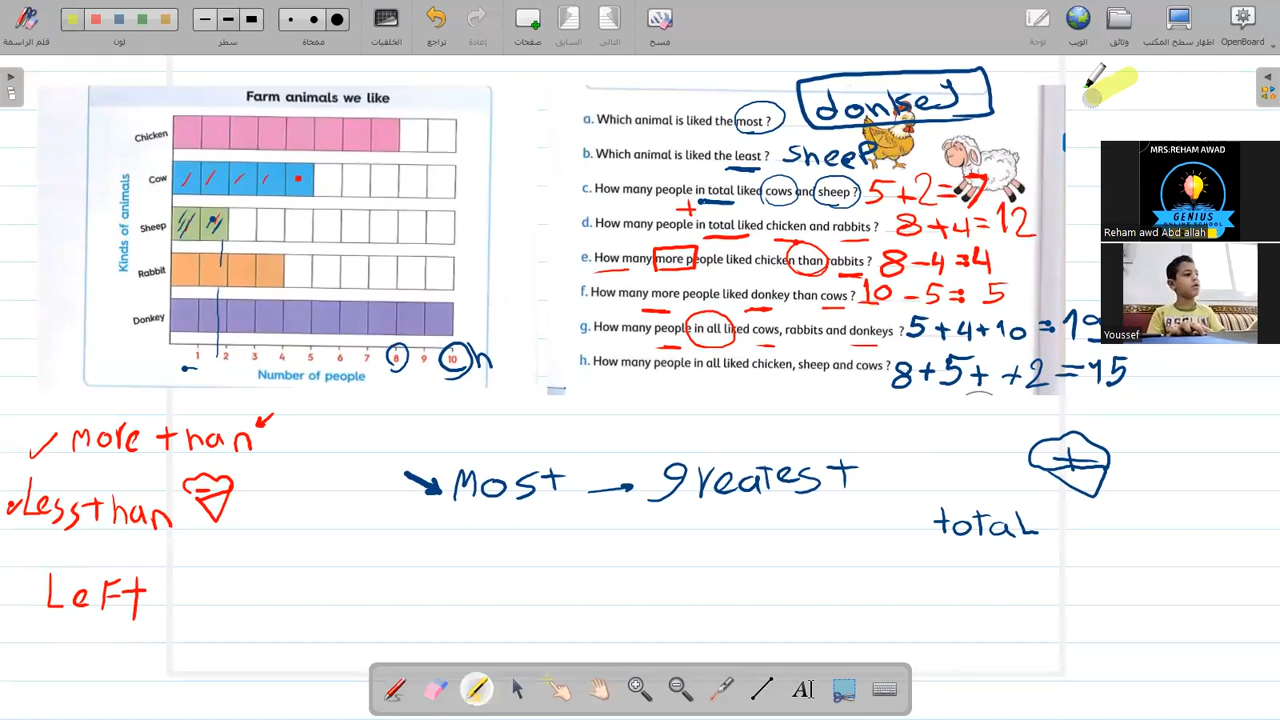 قلم الراسمة
لون
سطر
ممحاة
الخلفيات
تراجع
إعادة
صفحات
السابق
التالي
مسح
لوحة
الويب
وثائق
اظهار سطح المكتب
OpenBoard
Farm animals we like
Kinds of animals
Chicken
Cow
Sheep
Rabbit
Donkey
1 2 3 4 5 6 7 8 9 10 h
Number of people
donkey
a. Which animal is liked the most ?
b. Which animal is liked the least ? sheep
c. How many people in total liked cows and sheep ? 5+2=7
+
d. How many people in total liked chicken and rabbits ? 8+4=12
e. How many more people liked chicken than rabbits ? 8-4=4
f. How many more people liked donkey than cows ? 10-5= 5
g. How many people in all liked cows, rabbits and donkeys ? 5+4+10=19
h. How many people in all liked chicken, sheep and cows ? 8+5+ +2=15
MRS.REHAM AWAD
GENIUS
Reham awd Abd allah
Youssef
✓ more than
Less than -
Left
Most → greatest
+
total